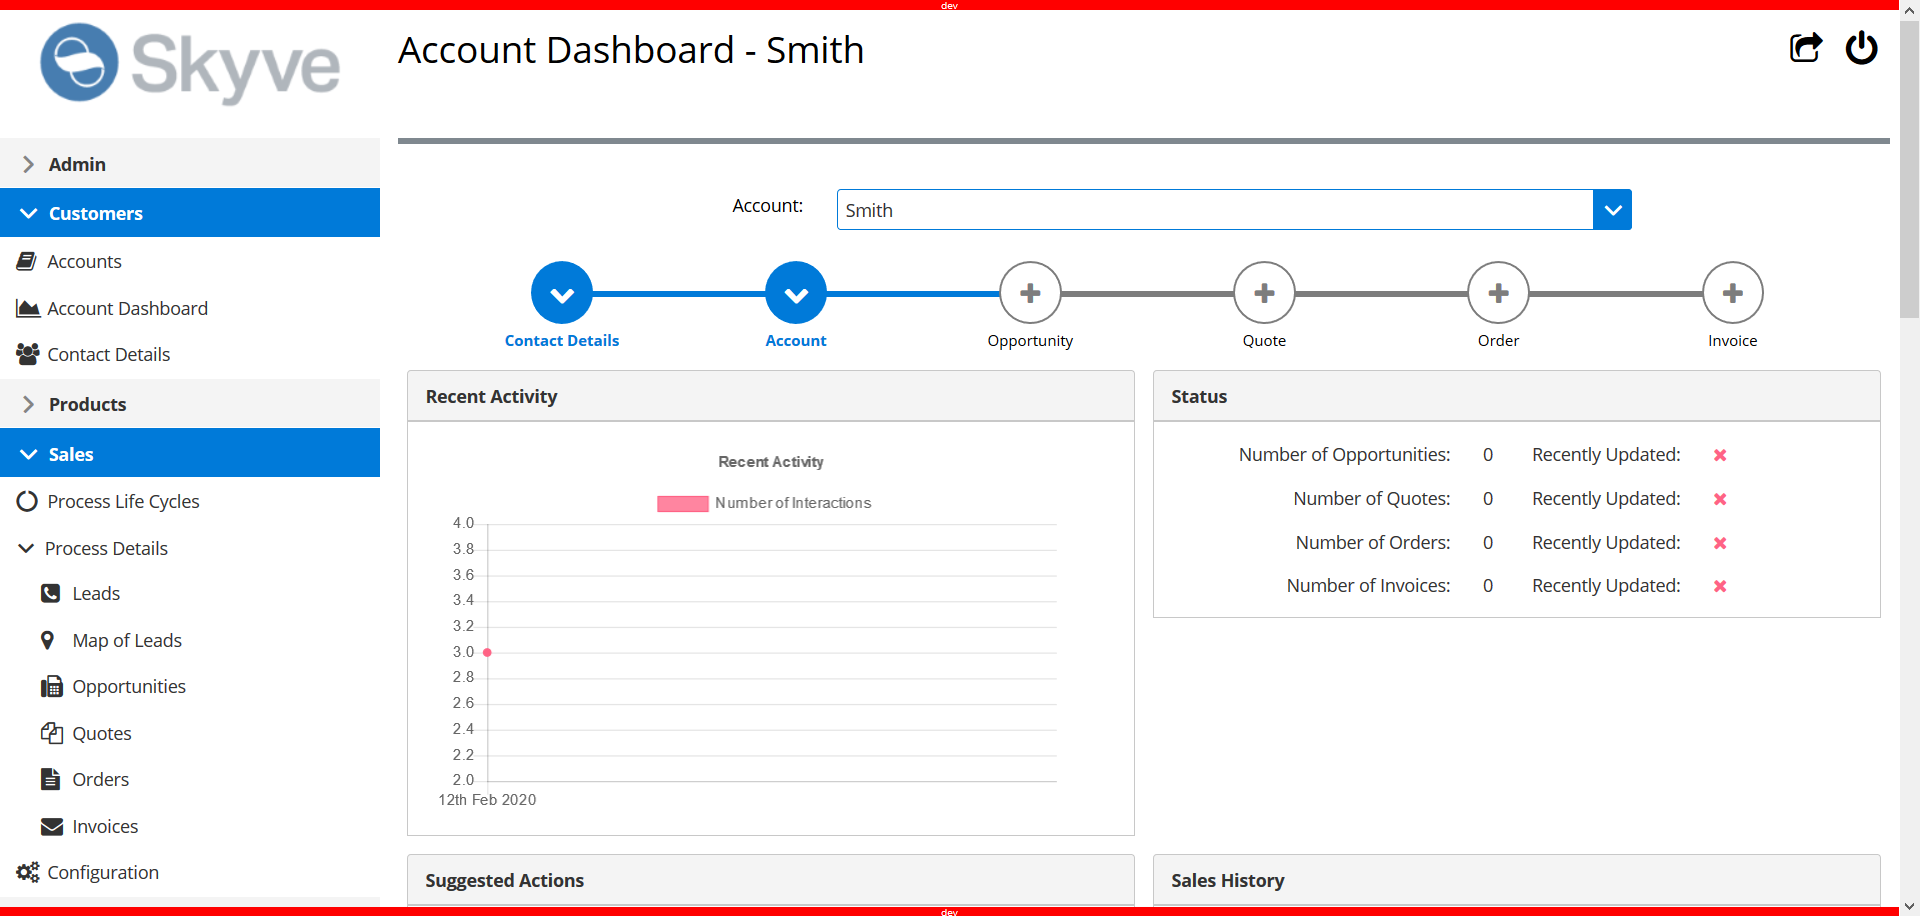 dev
Skyve
Account Dashboard - Smith
Admin
Customers
Accounts
Account Dashboard
Contact Details
Products
Sales
Process Life Cycles
Process Details
Leads
Map of Leads
Opportunities
Quotes
Orders
Invoices
Configuration
Account: Smith
Contact Details
Account
Opportunity
Quote
Order
Invoice
Recent Activity
Recent Activity
Number of Interactions
4.0
3.8
3.6
3.4
3.2
3.0
2.8
2.6
2.4
2.2
2.0
12th Feb 2020
Status
Number of Opportunities: 0 Recently Updated:
Number of Quotes: 0 Recently Updated:
Number of Orders: 0 Recently Updated:
Number of Invoices: 0 Recently Updated:
Suggested Actions
Sales History
dev